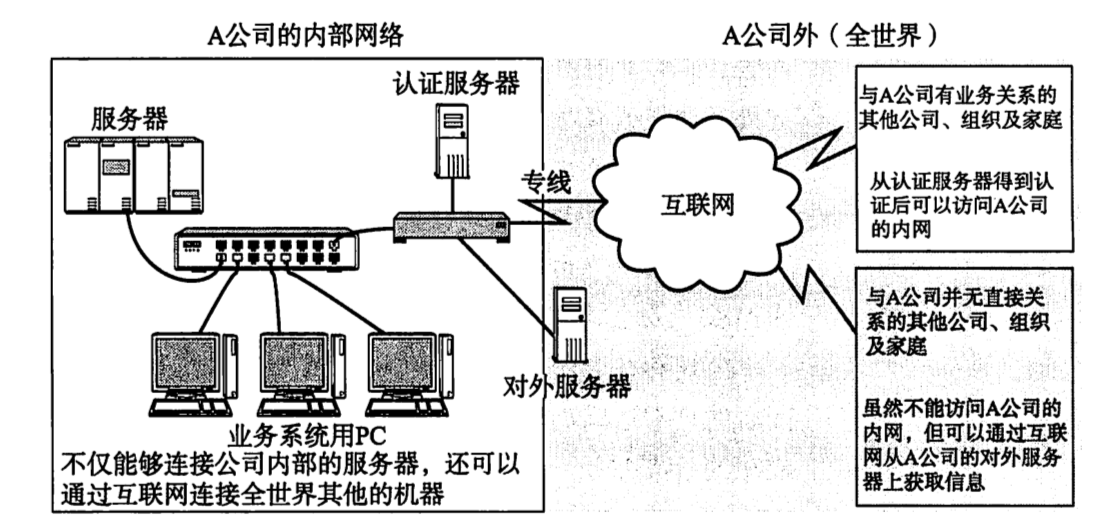 A公司的内部网络
A公司外（全世界）
认证服务器
服务器
专线
互联网
对外服务器
业务系统用PC
不仅能够连接公司内部的服务器，还可以
通过互联网连接全世界其他的机器
与A公司有业务关系的
其他公司、组织及家庭
从认证服务器得到认
证后可以访问A公司
的内网
与A公司并无直接关
系的其他公司、组织
及家庭
虽然不能访问A公司的
内网，但可以通过互联
网从A公司的对外服务
器上获取信息